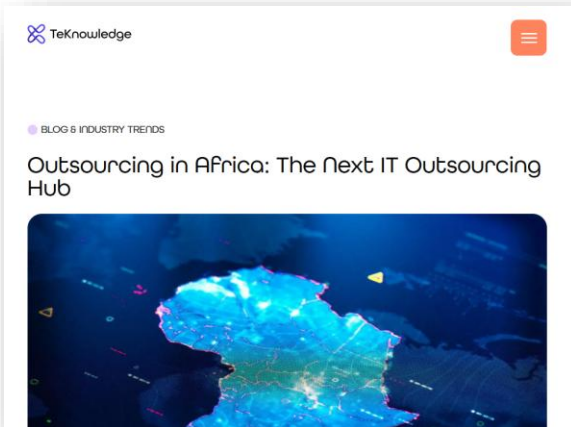 TeKnowledge
BLOG & INDUSTRY TRENDS
Outsourcing in Africa: The Next IT Outsourcing
Hub